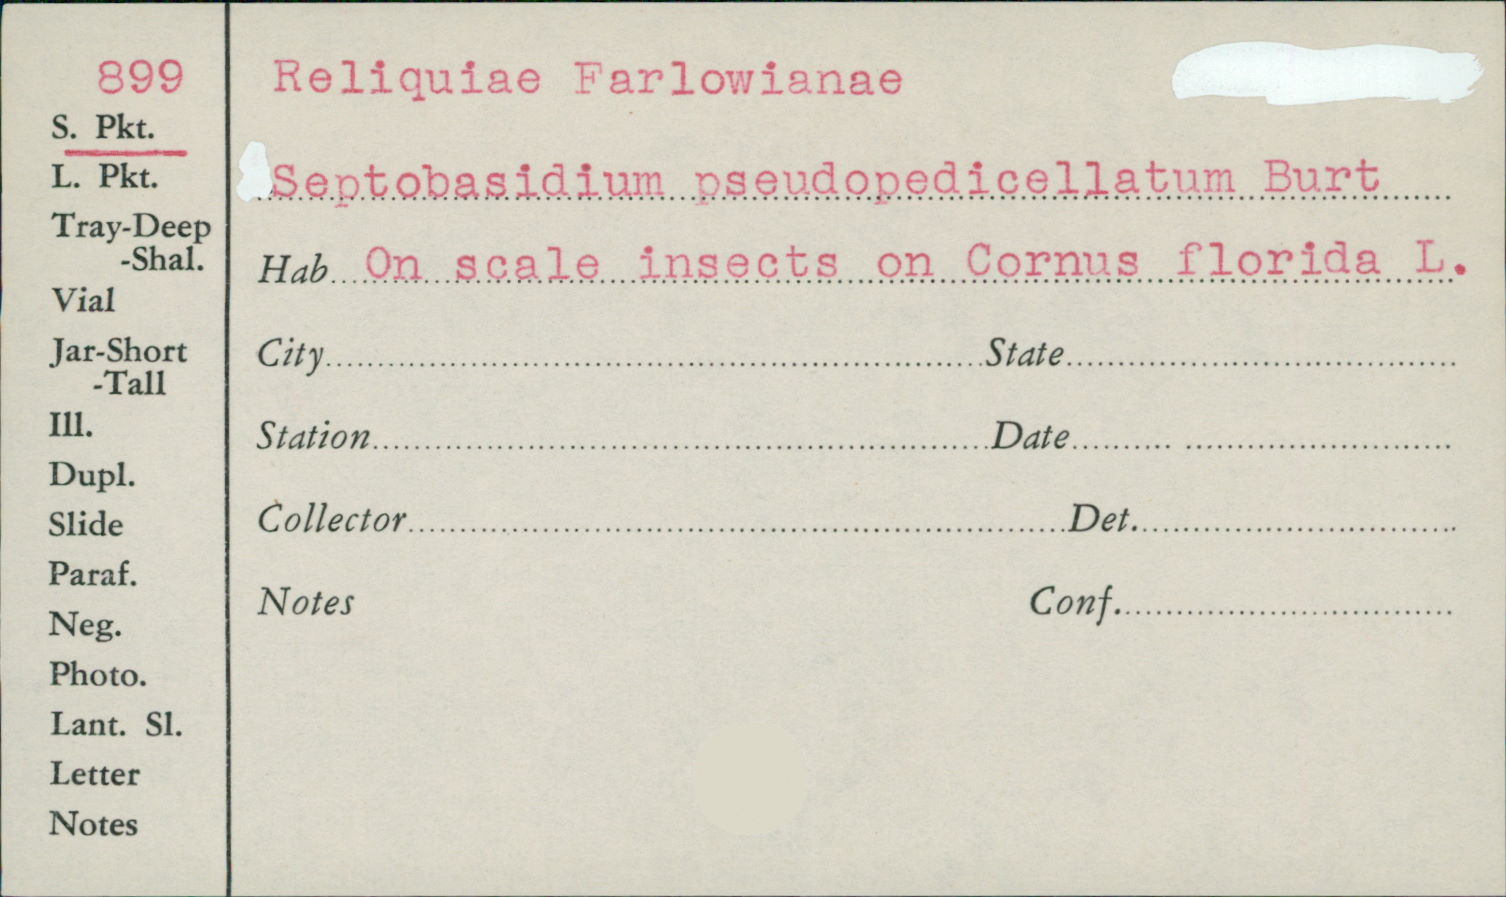 899
S. Pkt.
L. Pkt.
Tray-Deep
-Shal.
Vial
Jar-Short
-Tall
Ill.
Dupl.
Slide
Paraf.
Neg.
Photo.
Lant. Sl.
Letter
Notes
Reliquiae Farlowianae
Septobasidium pseudopedicellatum Burt
Hab. On scale insects on Cornus florida L.
City State
Station Date
Collector Det.
Notes Conf.